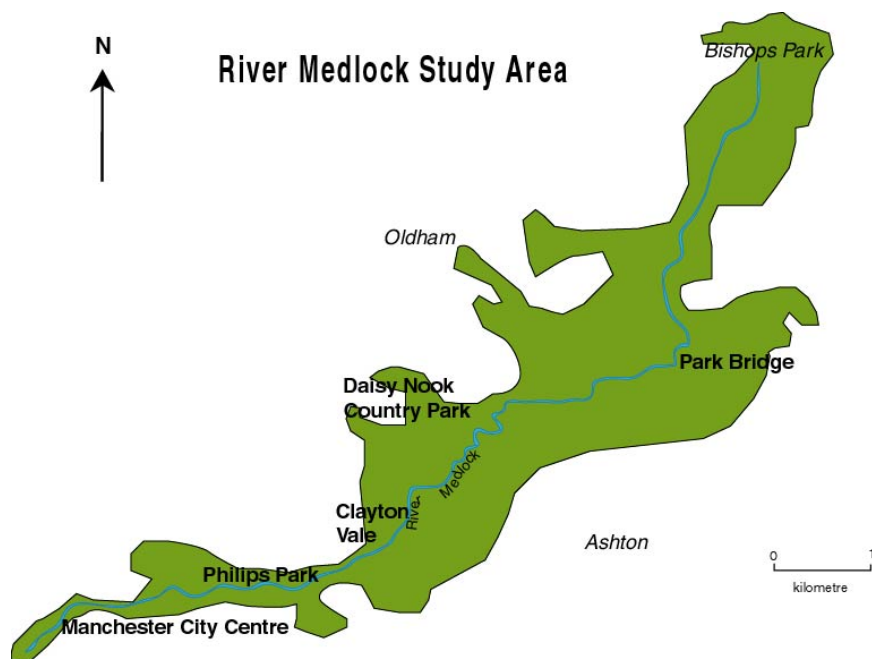 N
River Medlock Study Area
Bishops Park
Oldham
Park Bridge
Daisy Nook
Country Park
River Medlock
Clayton
Vale
Ashton
0 1
kilometre
Philips Park
Manchester City Centre